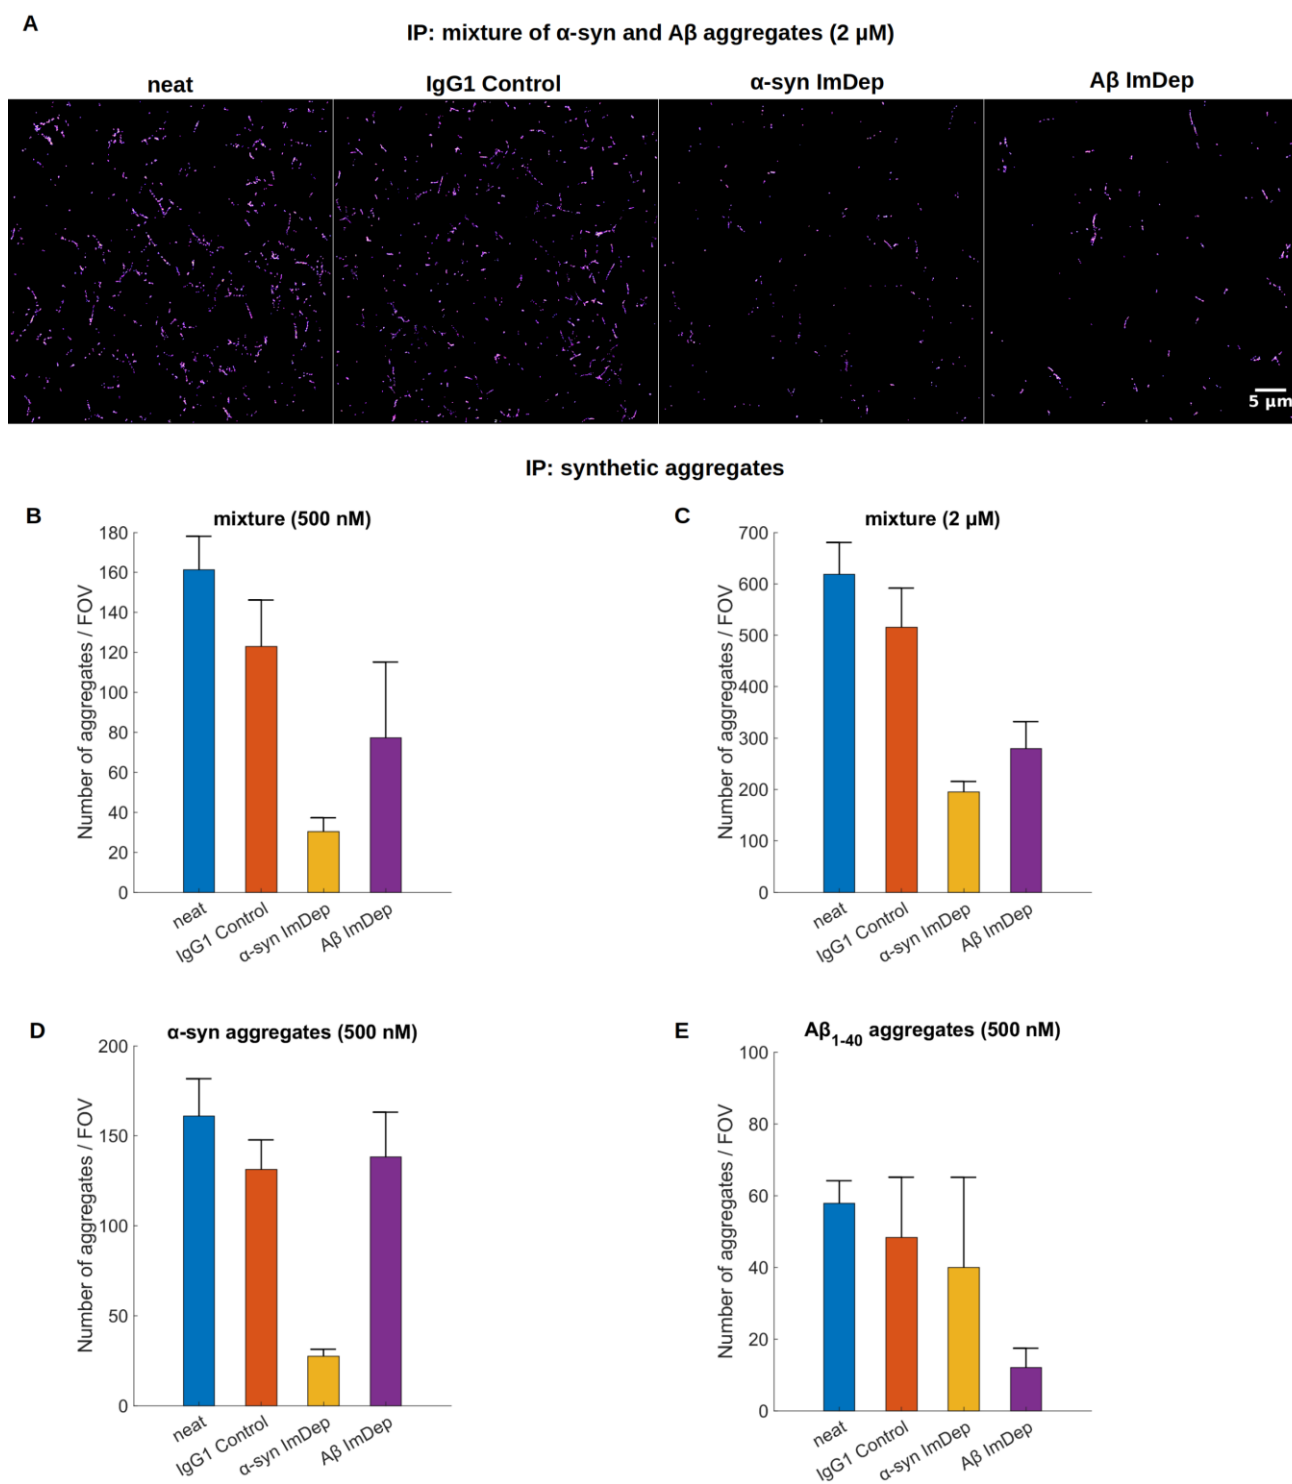 A
IP: mixture of α-syn and Aβ aggregates (2 µM)
neat
IgG1 Control
α-syn ImDep
Aβ ImDep
5 µm
IP: synthetic aggregates
B
mixture (500 nM)
Number of aggregates / FOV
180
160
140
120
100
80
60
40
20
0
neat
IgG1 Control
α-syn ImDep
Aβ ImDep
C
mixture (2 µM)
Number of aggregates / FOV
700
600
500
400
300
200
100
0
neat
IgG1 Control
α-syn ImDep
Aβ ImDep
D
α-syn aggregates (500 nM)
Number of aggregates / FOV
200
150
100
50
0
neat
IgG1 Control
α-syn ImDep
Aβ ImDep
E
Aβ1-40 aggregates (500 nM)
Number of aggregates / FOV
100
80
60
40
20
0
neat
IgG1 Control
α-syn ImDep
Aβ ImDep